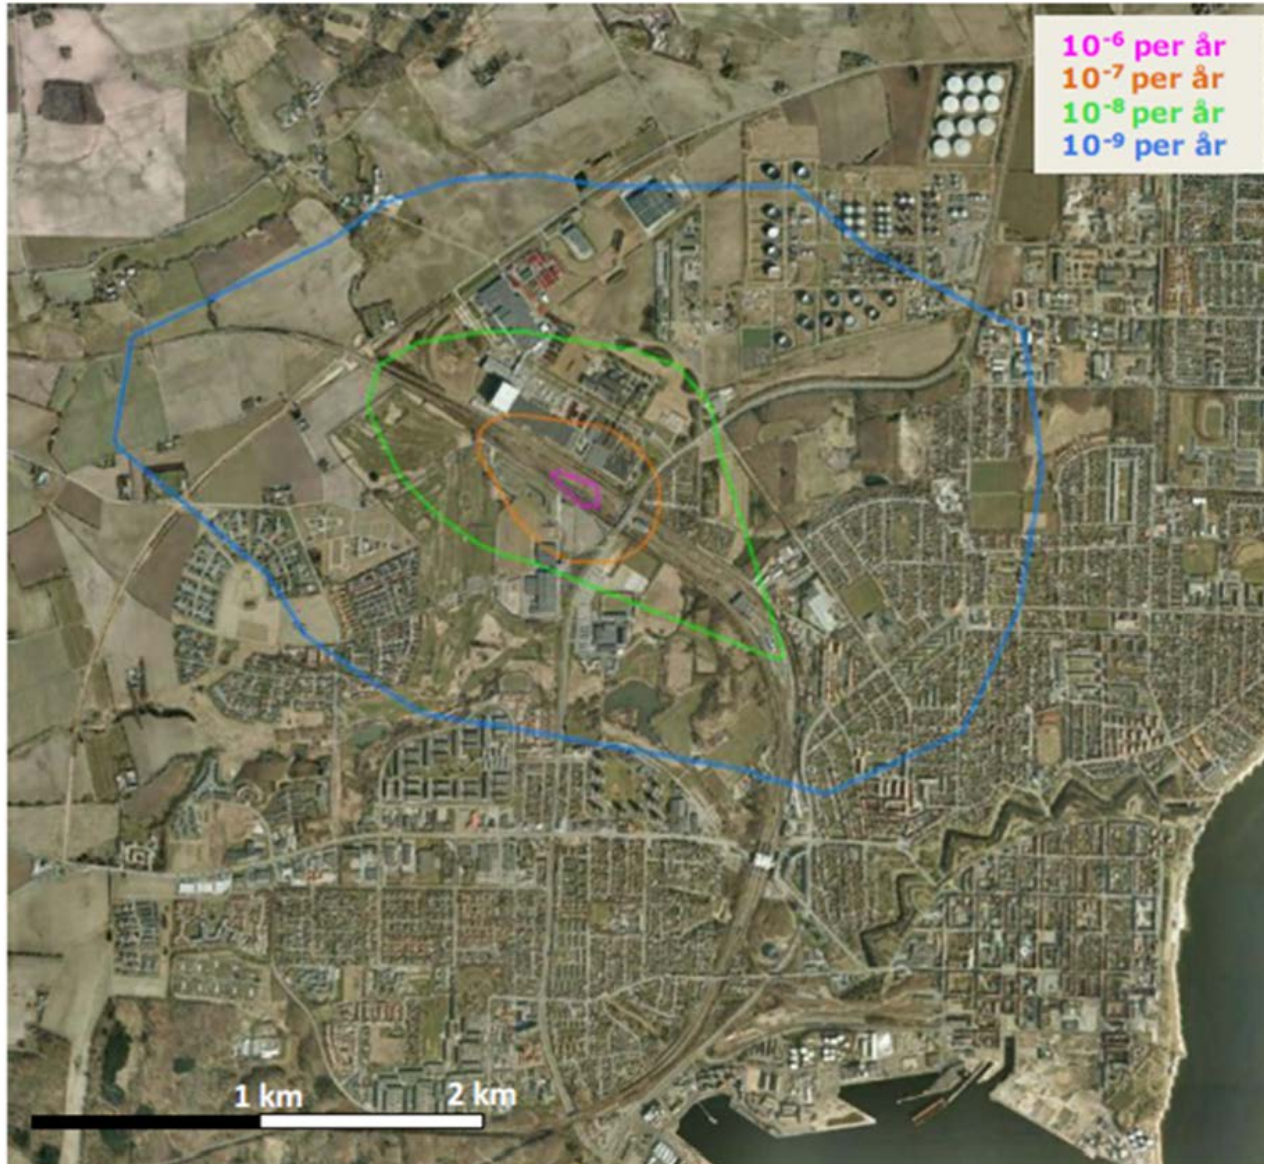 10⁻⁶ per år
10⁻⁷ per år
10⁻⁸ per år
10⁻⁹ per år
1 km 2 km